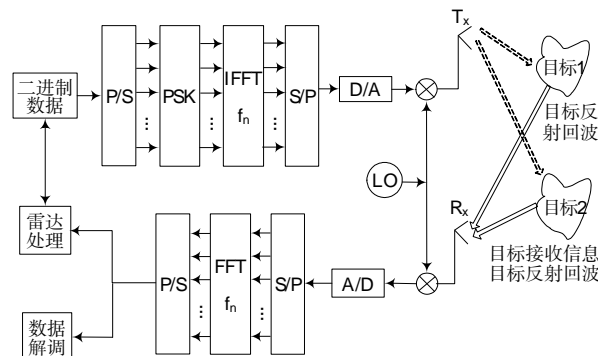 二进制
数据
P/S
PSK
IFFT
fn
S/P
D/A
Tx
目标1
目标反
射回波
LO
Rx
目标2
目标接收信息
目标反射回波
雷达
处理
数据
解调
P/S
FFT
fn
S/P
A/D